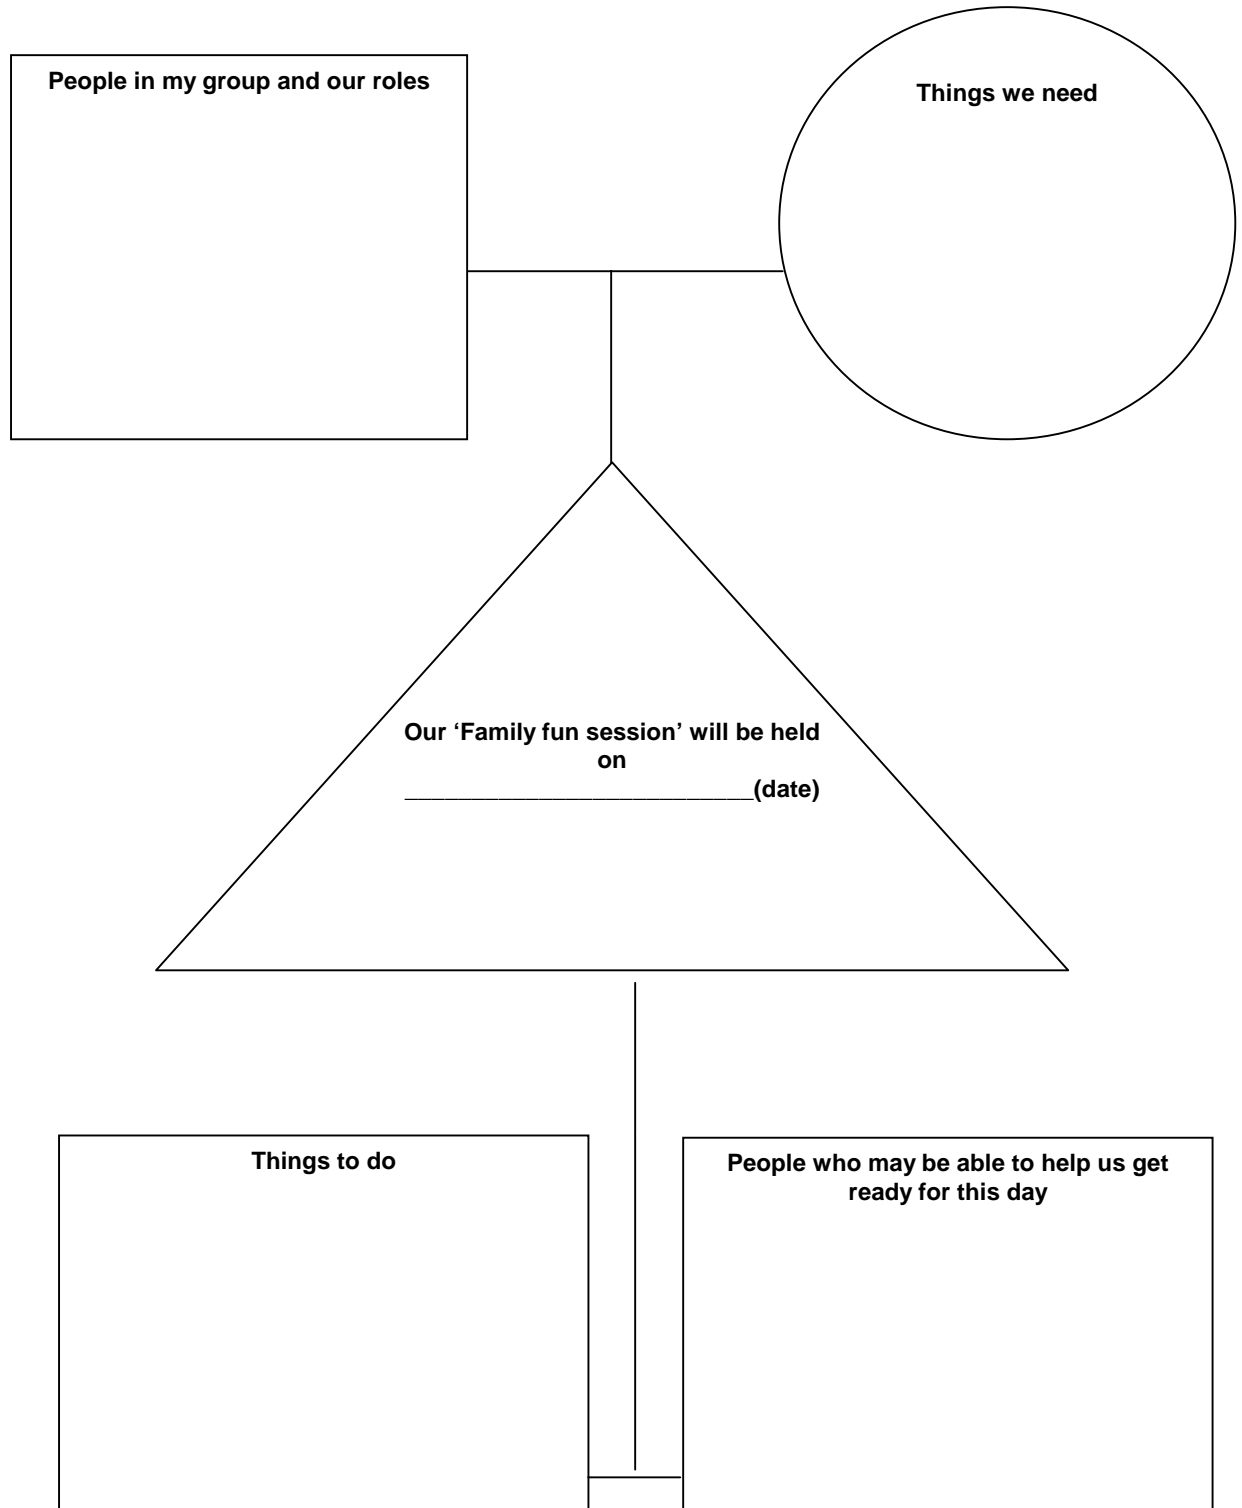 People in my group and our roles
Things we need
Our ‘Family fun session’ will be held
on
__________________________(date)
Things to do
People who may be able to help us get
ready for this day